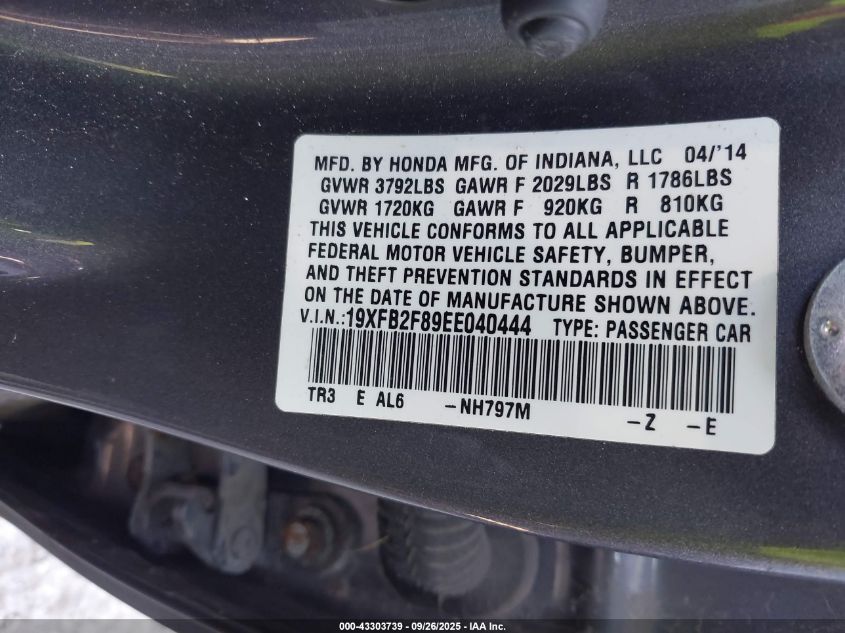 MFD. BY HONDA MFG. OF INDIANA, LLC 04/'14
GVWR 3792LBS GAWR F 2029LBS R 1786LBS
GVWR 1720KG GAWR F 920KG R 810KG
THIS VEHICLE CONFORMS TO ALL APPLICABLE
FEDERAL MOTOR VEHICLE SAFETY, BUMPER,
AND THEFT PREVENTION STANDARDS IN EFFECT
ON THE DATE OF MANUFACTURE SHOWN ABOVE.
V.I.N.:19XFB2F89EE040444 TYPE: PASSENGER CAR
TR3 E AL6 -NH797M -Z -E
000-43303739 - 09/26/2025 - IAA Inc.